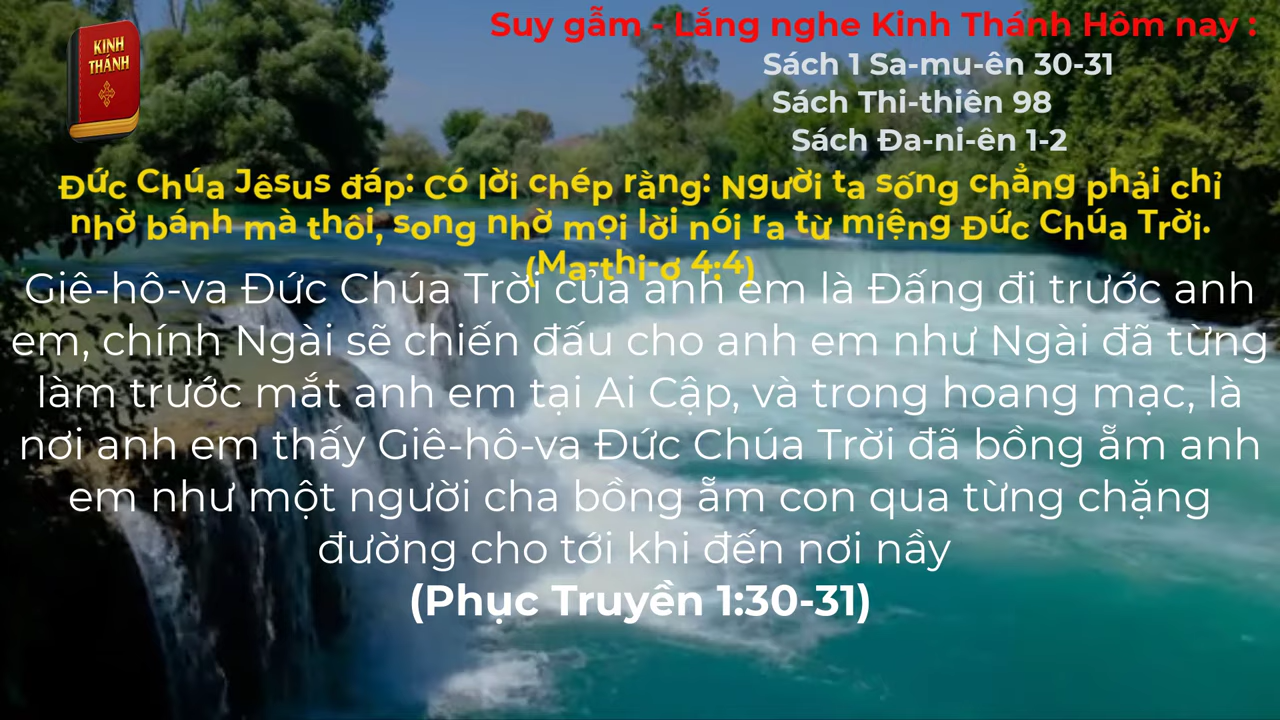 KINH
THÁNH
Suy gẫm - Lắng nghe Kinh Thánh Hôm nay :
Sách 1 Sa-mu-ên 30-31
Sách Thi-thiên 98
Sách Đa-ni-ên 1-2
Đức Chúa Jêsus đáp: Có lời chép rằng: Người ta sống chẳng phải chỉ
nhờ bánh mà thôi, song nhờ mọi lời nói ra từ miệng Đức Chúa Trời.
(Ma-thi-ơ 4:4)
Giê-hô-va Đức Chúa Trời của anh em là Đấng đi trước anh
em, chính Ngài sẽ chiến đấu cho anh em như Ngài đã từng
làm trước mắt anh em tại Ai Cập, và trong hoang mạc, là
nơi anh em thấy Giê-hô-va Đức Chúa Trời đã bồng ẵm anh
em như một người cha bồng ẵm con qua từng chặng
đường cho tới khi đến nơi nầy
(Phục Truyền 1:30-31)